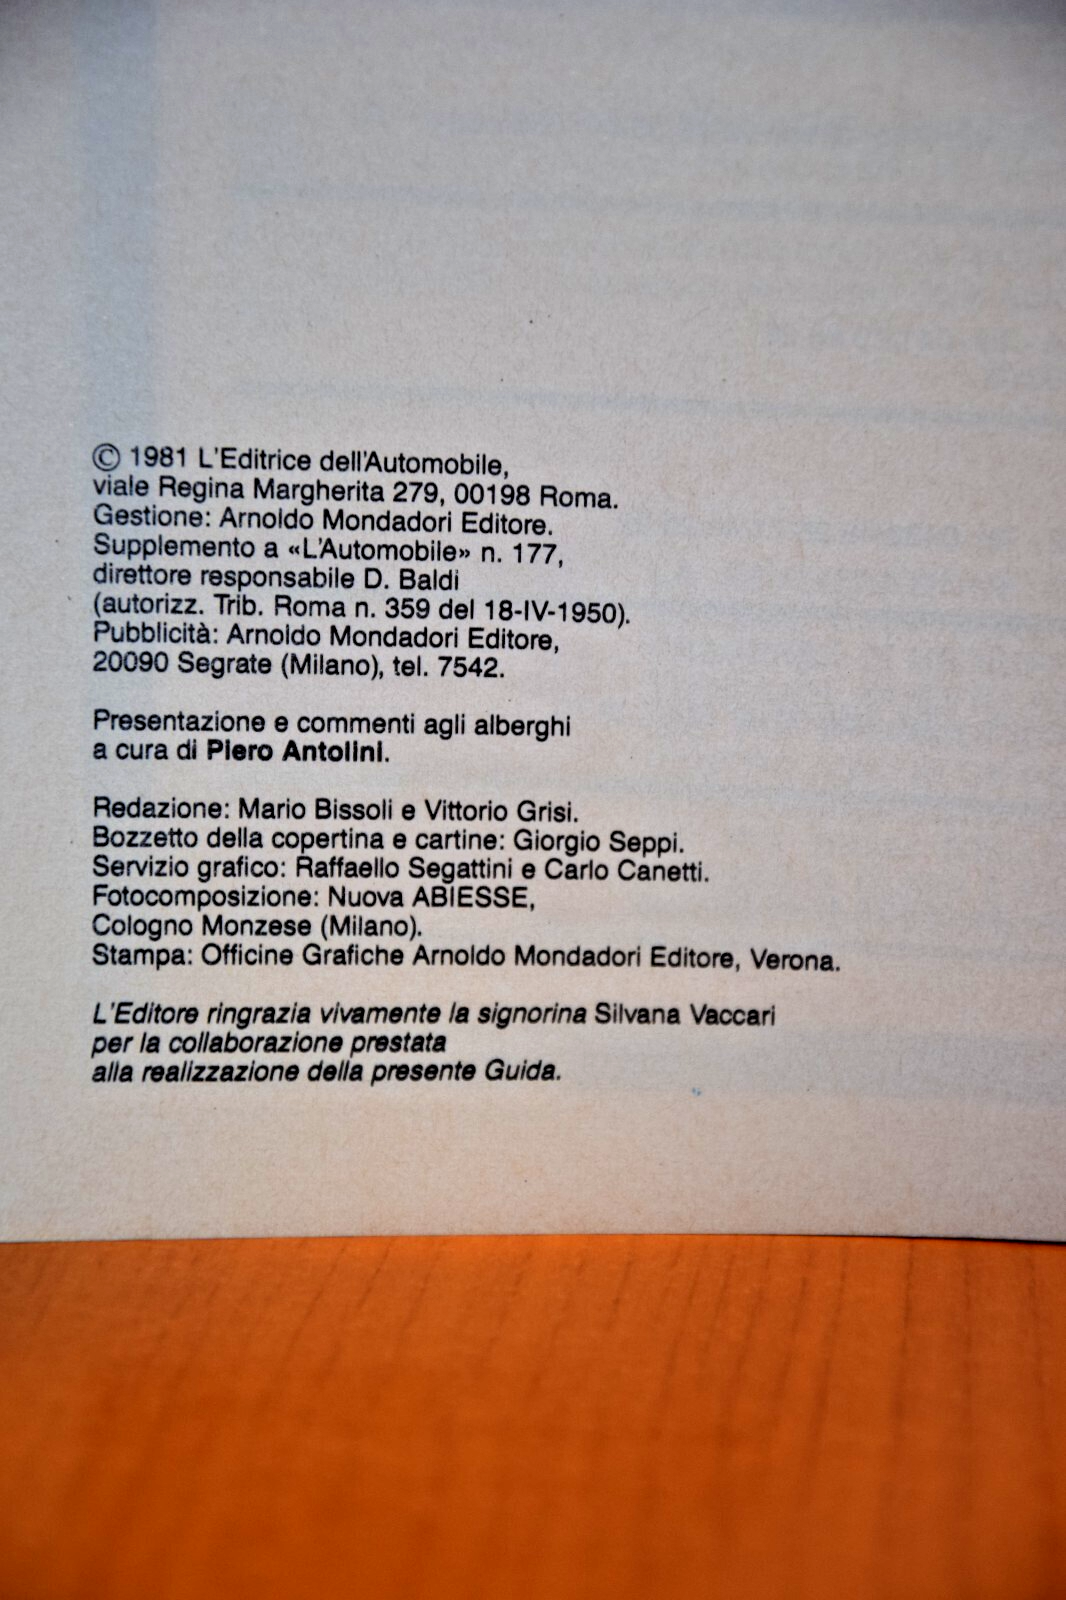 © 1981 L'Editrice dell'Automobile,
viale Regina Margherita 279, 00198 Roma.
Gestione: Arnoldo Mondadori Editore.
Supplemento a «L'Automobile» n. 177,
direttore responsabile D. Baldi
(autorizz. Trib. Roma n. 359 del 18-IV-1950).
Pubblicità: Arnoldo Mondadori Editore,
20090 Segrate (Milano), tel. 7542.
Presentazione e commenti agli alberghi
a cura di Piero Antolini.
Redazione: Mario Bissoli e Vittorio Grisi.
Bozzetto della copertina e cartine: Giorgio Seppi.
Servizio grafico: Raffaello Segattini e Carlo Canetti.
Fotocomposizione: Nuova ABIESSE,
Cologno Monzese (Milano).
Stampa: Officine Grafiche Arnoldo Mondadori Editore, Verona.
L'Editore ringrazia vivamente la signorina Silvana Vaccari
per la collaborazione prestata
alla realizzazione della presente Guida.